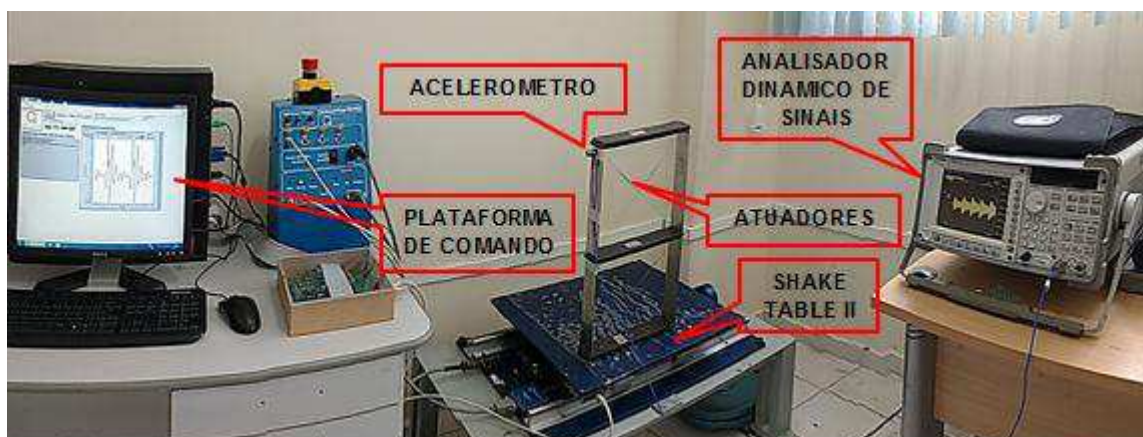 ACELEROMETRO
ANALISADOR
DINAMICO DE
SINAIS
PLATAFORMA
DE COMANDO
ATUADORES
SHAKE
TABLE II